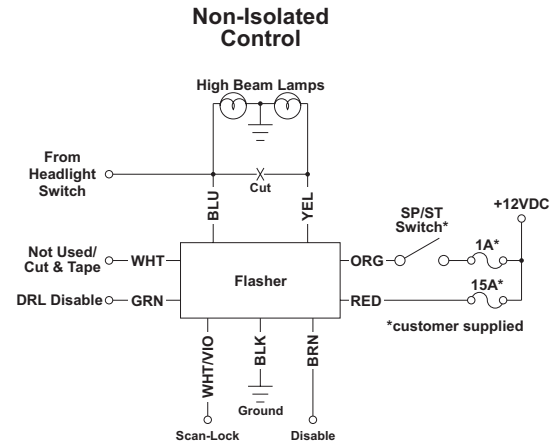 Non-Isolated
Control
High Beam Lamps
From
Headlight
Switch
Cut
BLU
YEL
SP/ST
Switch*
+12VDC
1A*
Not Used/
Cut & Tape
WHT
Flasher
ORG
15A*
DRL Disable
GRN
RED
*customer supplied
WHT/VIO
BLK
BRN
Ground
Scan-Lock
Disable